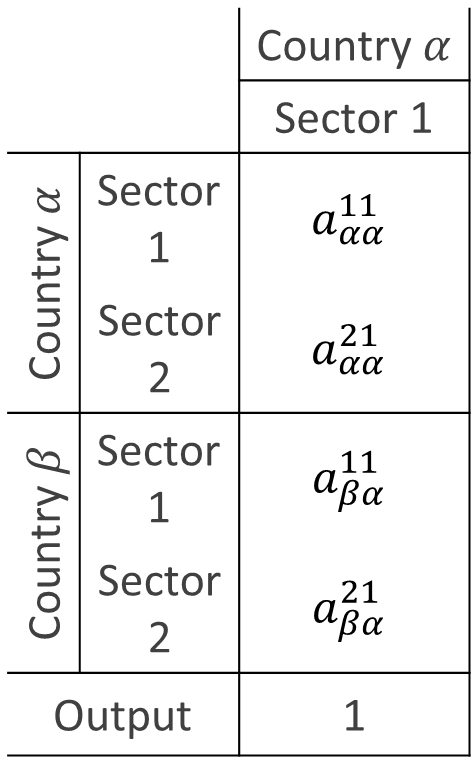 Country α
Sector 1
Country α
Sector
1
a^{11}_{αα}
Sector
2
a^{21}_{αα}
Country β
Sector
1
a^{11}_{βα}
Sector
2
a^{21}_{βα}
Output 1